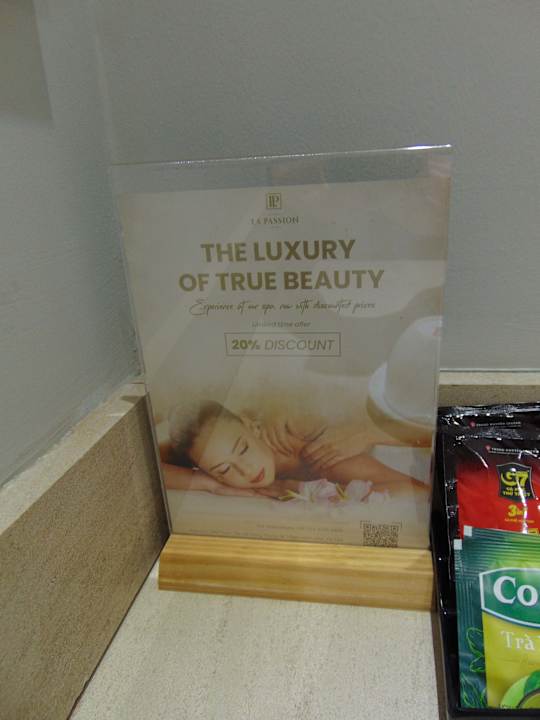 LP
LA PASSION
THE LUXURY
OF TRUE BEAUTY
Experience at our spa, now with discounted prices
Limited time offer
20% DISCOUNT
G7
3in1
Co
Trà